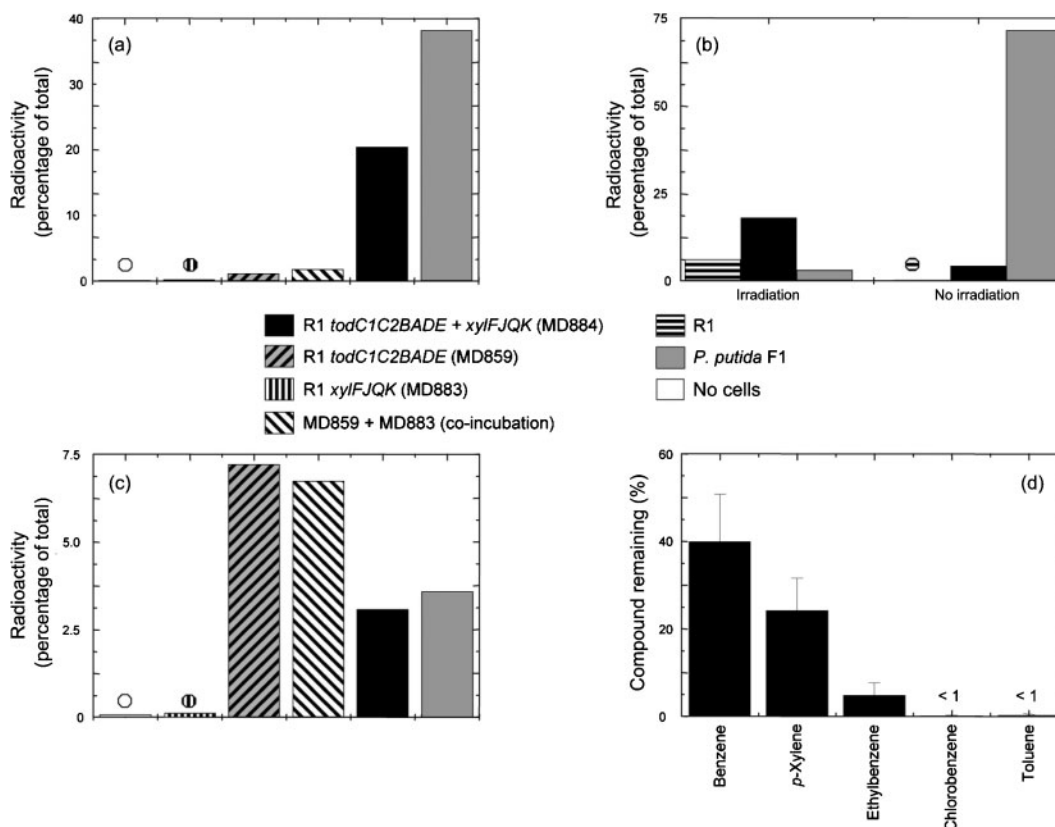 (a)
Radioactivity
(percentage of total)
40
30
20
10
0
(b)
Radioactivity
(percentage of total)
75
50
25
0
Irradiation
No irradiation
R1 todC1C2BADE + xylFJQK (MD884)
R1 todC1C2BADE (MD859)
R1 xylFJQK (MD883)
MD859 + MD883 (co-incubation)
R1
P. putida F1
No cells
(c)
Radioactivity
(percentage of total)
7.5
5.0
2.5
0
(d)
Compound remaining (%)
60
40
20
0
< 1
< 1
Benzene
p-Xylene
Ethylbenzene
Chlorobenzene
Toluene